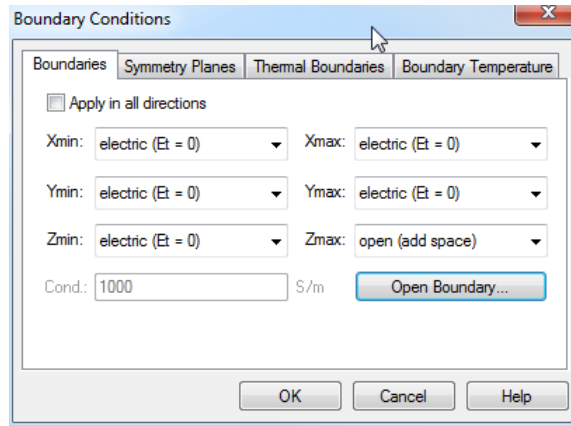 Boundary Conditions
Boundaries Symmetry Planes Thermal Boundaries Boundary Temperature
Apply in all directions
Xmin: electric (Et = 0) Xmax: electric (Et = 0)
Ymin: electric (Et = 0) Ymax: electric (Et = 0)
Zmin: electric (Et = 0) Zmax: open (add space)
Cond.: 1000 S/m Open Boundary...
OK Cancel Help